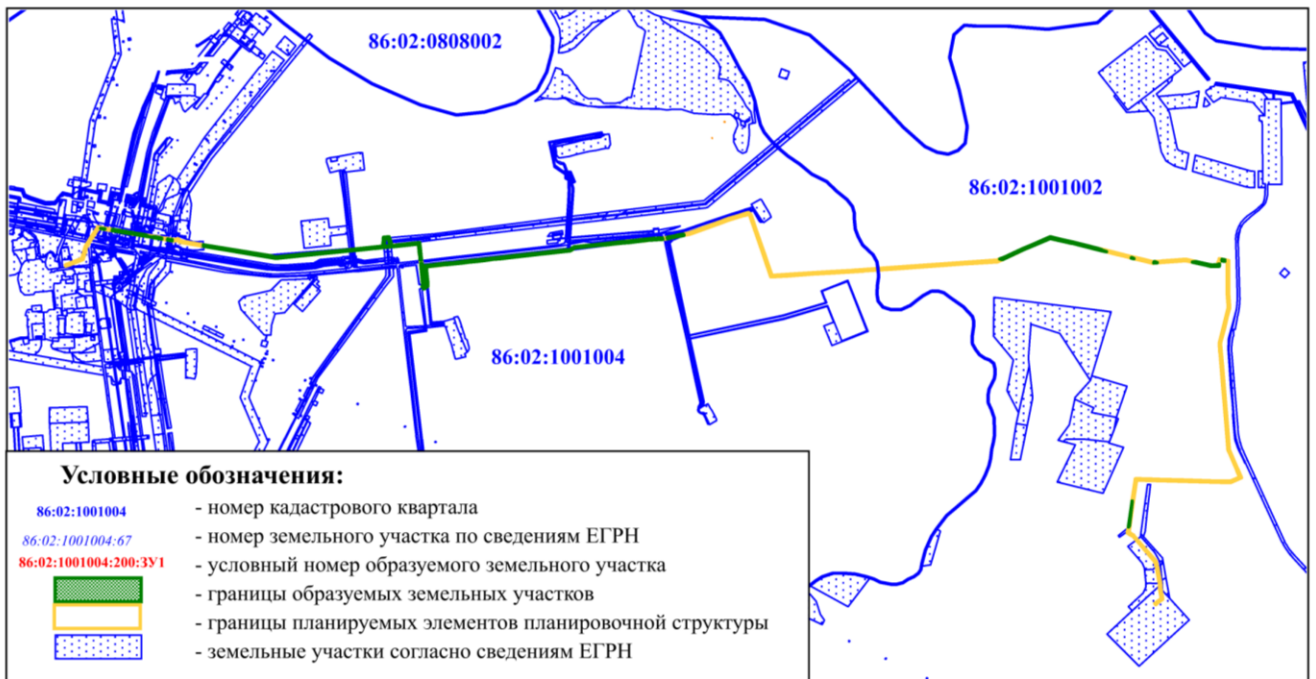 86:02:0808002
86:02:1001002
86:02:1001004
Условные обозначения:
86:02:1001004 - номер кадастрового квартала
86:02:1001004:67 - номер земельного участка по сведениям ЕГРН
86:02:1001004:200:ЗУ1 - условный номер образуемого земельного участка
- границы образуемых земельных участков
- границы планируемых элементов планировочной структуры
- земельные участки согласно сведениям ЕГРН